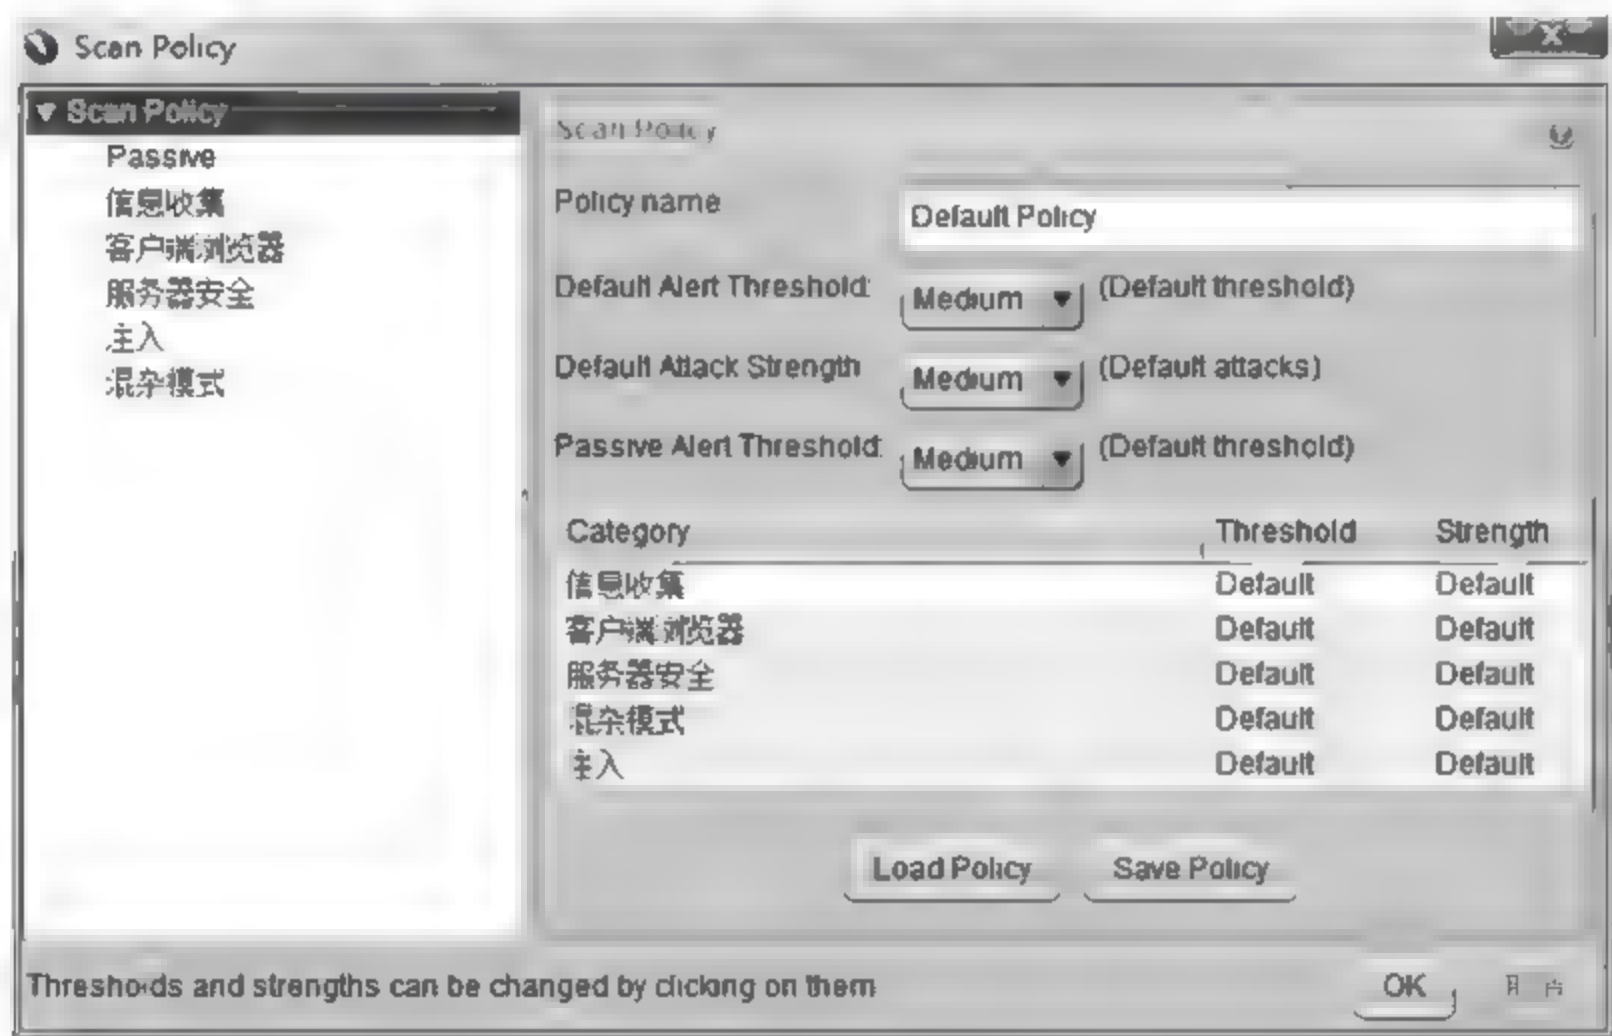 Scan Policy
Scan Policy
Passive
信息收集
客户端浏览器
服务器安全
主入
混杂模式
Scan Policy
Policy name
Default Policy
Default Alert Threshold:
Medium
(Default threshold)
Default Attack Strength
Medium
(Default attacks)
Passive Alert Threshold:
Medium
(Default threshold)
Category Threshold Strength
信息收集 Default Default
客户端浏览器 Default Default
服务器安全 Default Default
混杂模式 Default Default
主入 Default Default
Load Policy
Save Policy
Thresholds and strengths can be changed by clicking on them
OK